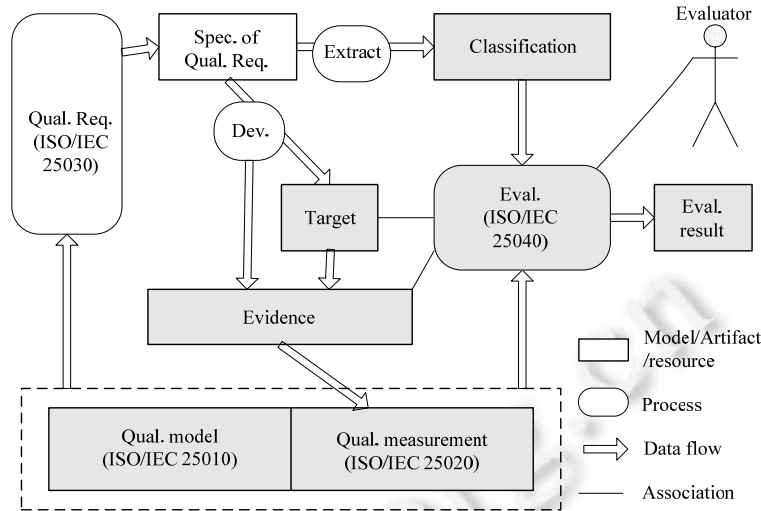 Evaluator
Spec. of
Qual. Req.
Extract
Classification
Qual. Req.
(ISO/IEC
25030)
Dev.
Target
Eval.
(ISO/IEC
25040)
Eval.
result
Evidence
Model/Artifact
/resource
Process
Data flow
Association
Qual. model
(ISO/IEC 25010)
Qual. measurement
(ISO/IEC 25020)